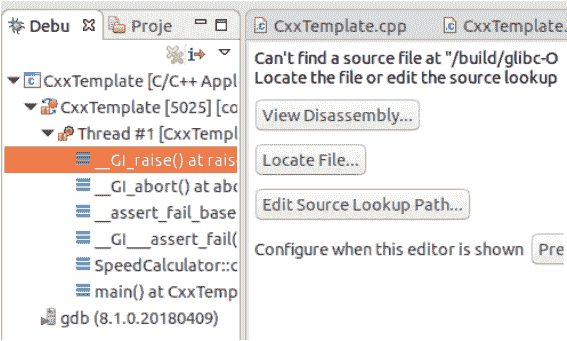 Debu
Proje
CxxTemplate [C/C++ Appl
CxxTemplate [5025] [co
Thread #1 [CxxTempl
__GI_raise() at raise
__GI_abort() at abo
__assert_fail_base
__GI___assert_fail(
SpeedCalculator::c
main() at CxxTemp
gdb (8.1.0.20180409)
CxxTemplate.cpp
CxxTemplate.
Can't find a source file at "/build/glibc-O
Locate the file or edit the source lookup
View Disassembly...
Locate File...
Edit Source Lookup Path...
Configure when this editor is shown Pre